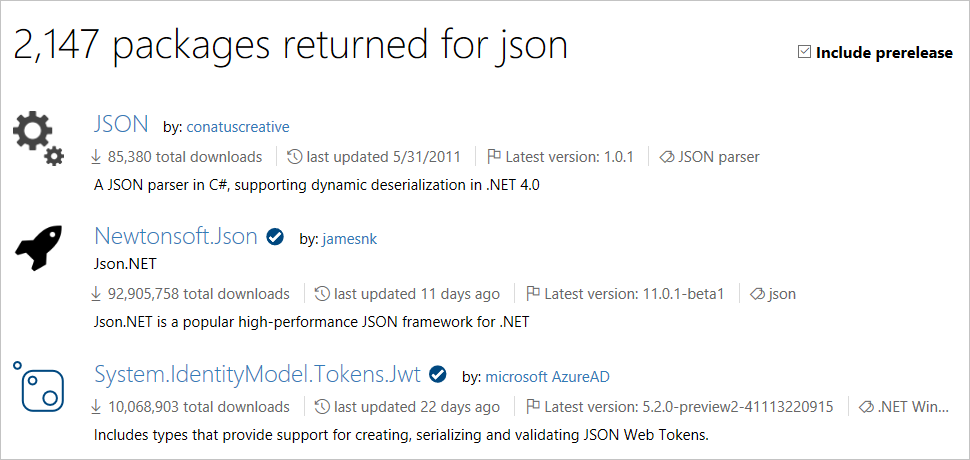 2,147 packages returned for json
Include prerelease
JSON by: conatuscreative
85,380 total downloads last updated 5/31/2011 Latest version: 1.0.1 JSON parser
A JSON parser in C#, supporting dynamic deserialization in .NET 4.0
Newtonsoft.Json by: jamesnk
Json.NET
92,905,758 total downloads last updated 11 days ago Latest version: 11.0.1-beta1 json
Json.NET is a popular high-performance JSON framework for .NET
System.IdentityModel.Tokens.Jwt by: microsoft AzureAD
10,068,903 total downloads last updated 22 days ago Latest version: 5.2.0-preview2-41113220915 .NET Win...
Includes types that provide support for creating, serializing and validating JSON Web Tokens.